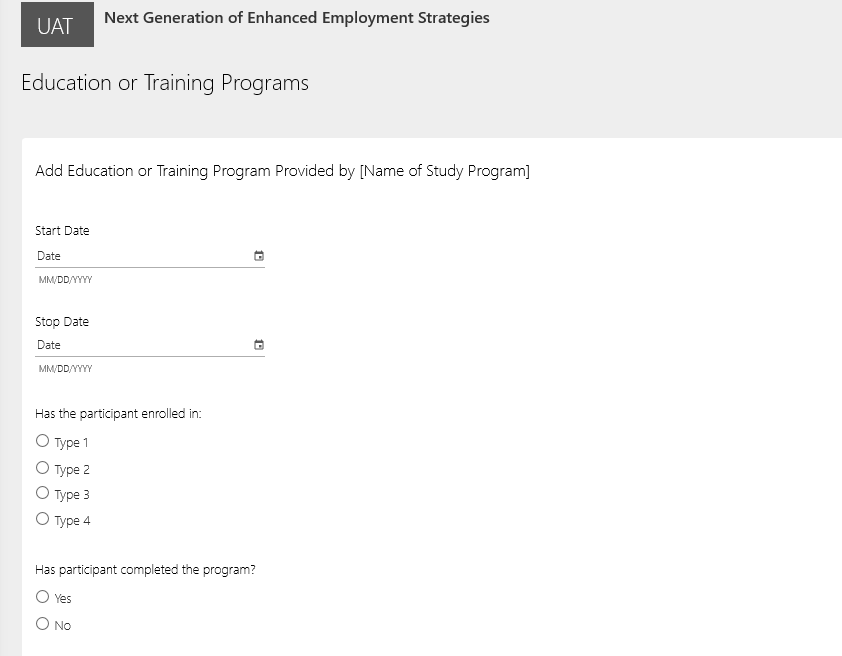 UAT
Next Generation of Enhanced Employment Strategies
Education or Training Programs
Add Education or Training Program Provided by [Name of Study Program]
Start Date
Date
MM/DD/YYYY
Stop Date
Date
MM/DD/YYYY
Has the participant enrolled in:
Type 1
Type 2
Type 3
Type 4
Has participant completed the program?
Yes
No